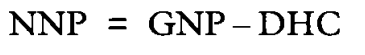 NNP = GNP – DHC